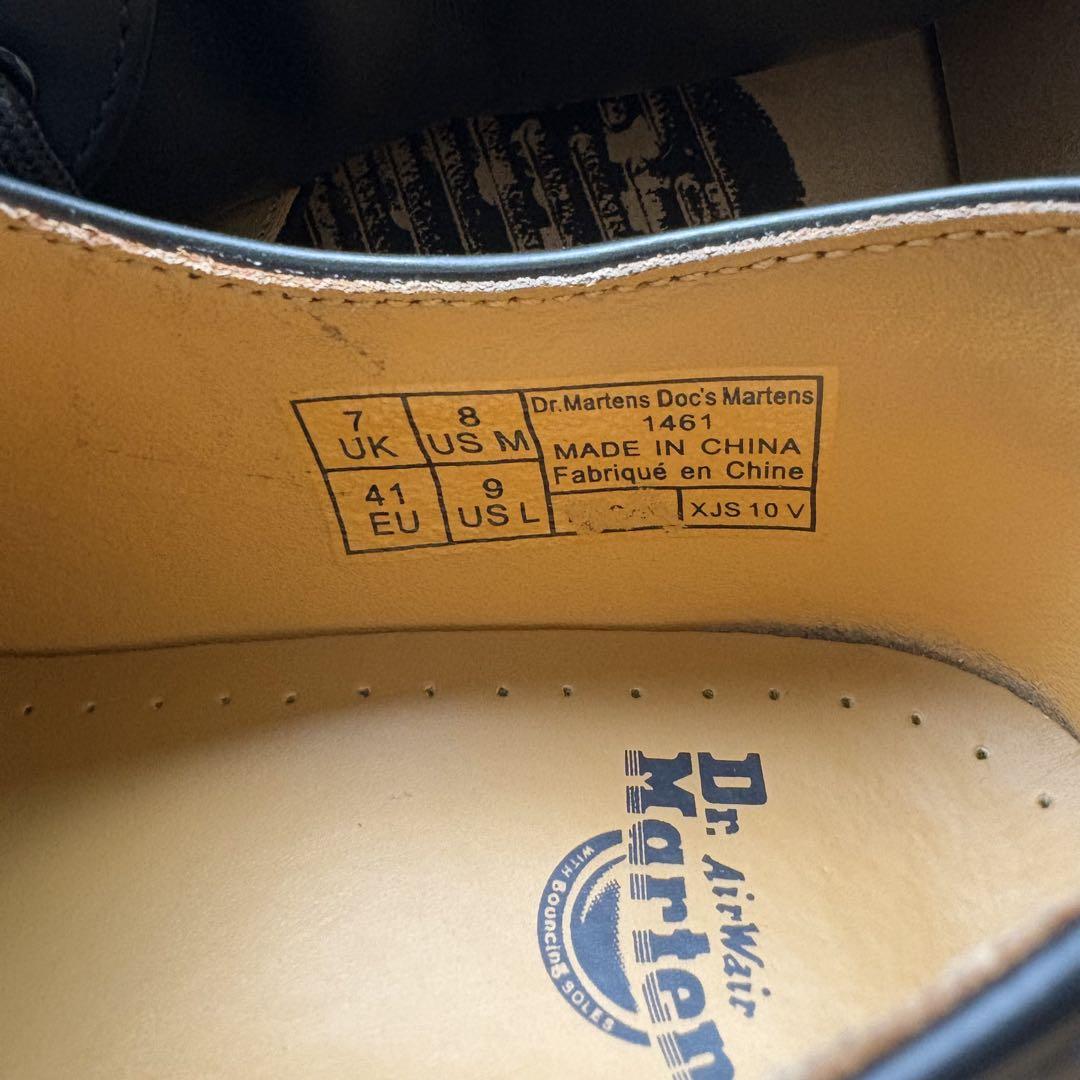 7
UK
8
US M
41
EU
9
US L
Dr.Martens Doc's Martens
1461
MADE IN CHINA
Fabriqué en Chine
XJS 10 V
Dr.
Marten
AirWair
WITH Bouncing SOLES